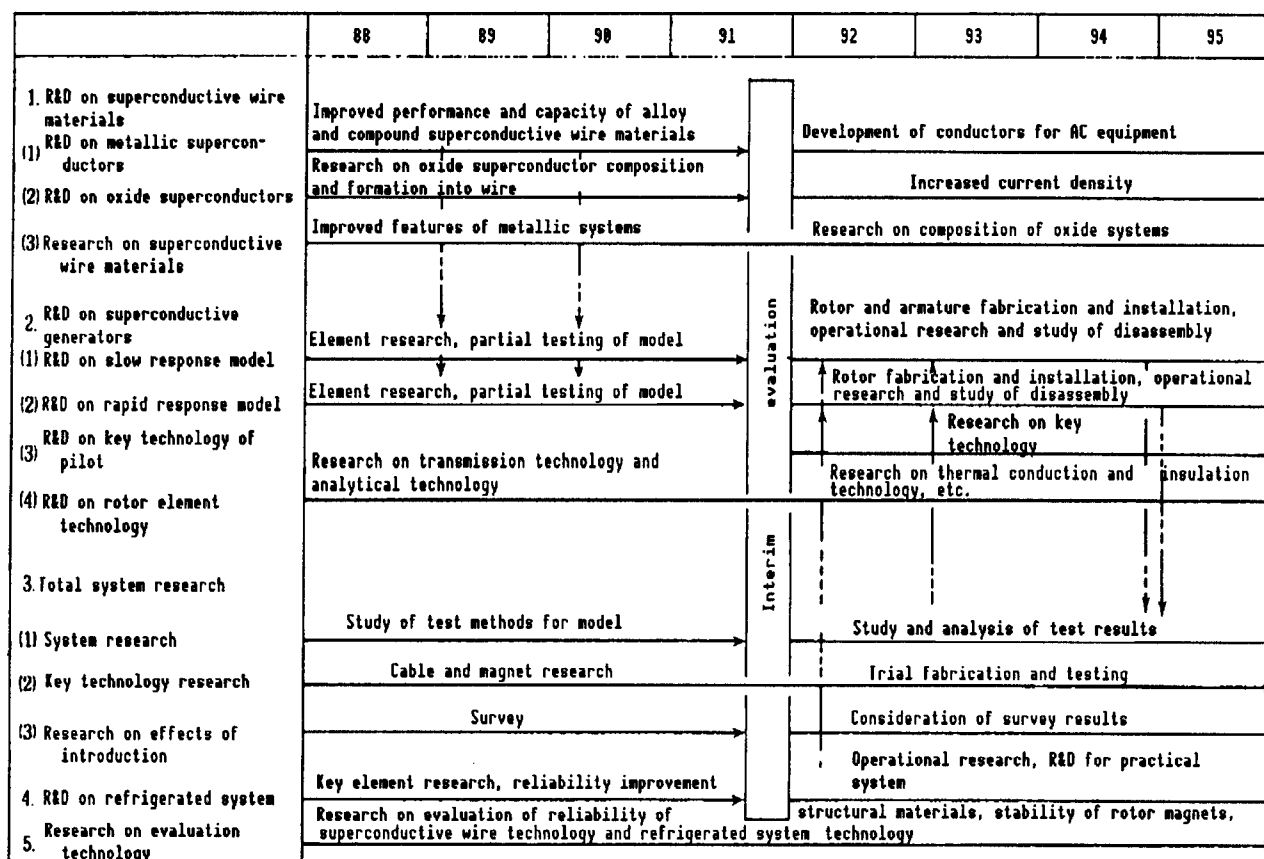 88 89 90 91 92 93 94 95
1. R&D on superconductive wire
materials
(1) R&D on metallic supercon-
ductors
Improved performance and capacity of alloy
and compound superconductive wire materials
Development of conductors for AC equipment
(2) R&D on oxide superconductors
Research on oxide superconductor composition
and formation into wire
Increased current density
(3) Research on superconductive
wire materials
Improved features of metallic systems
Research on composition of oxide systems
2. R&D on superconductive
generators
(1) R&D on slow response model
Element research, partial testing of model
Rotor and armature fabrication and installation,
operational research and study of disassembly
(2) R&D on rapid response model
Element research, partial testing of model
Rotor fabrication and installation, operational
research and study of disassembly
(3) R&D on key technology of
pilot
Research on key
technology
(4) R&D on rotor element
technology
Research on transmission technology and
analytical technology
Research on thermal conduction and insulation
technology, etc.
Interim evaluation
3. Total system research
(1) System research
Study of test methods for model
Study and analysis of test results
(2) Key technology research
Cable and magnet research
Trial fabrication and testing
(3) Research on effects of
introduction
Survey
Consideration of survey results
4. R&D on refrigerated system
Key element research, reliability improvement
Operational research, R&D for practical
system
5. Research on evaluation
technology
Research on evaluation of reliability of
superconductive wire technology and refrigerated system technology
structural materials, stability of rotor magnets,